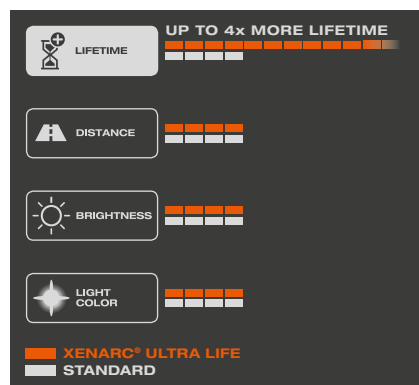 UP TO 4x MORE LIFETIME
LIFETIME
DISTANCE
BRIGHTNESS
LIGHT
COLOR
XENARC® ULTRA LIFE
STANDARD